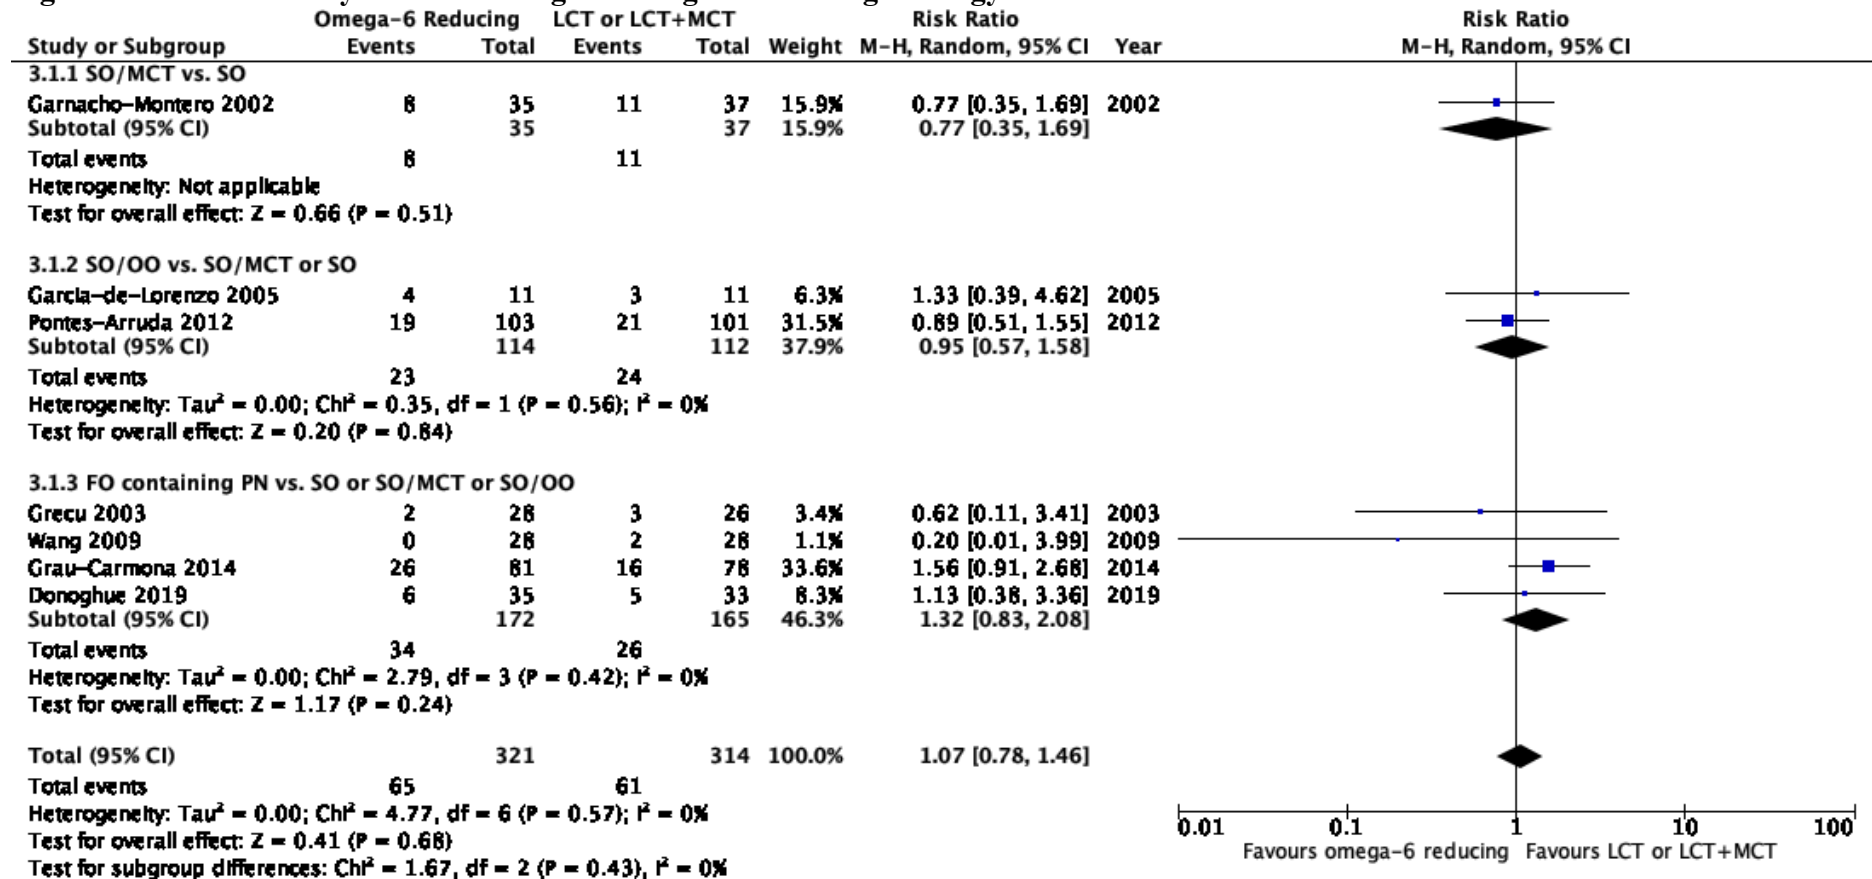 Omega-6 Reducing LCT or LCT+MCT Risk Ratio Risk Ratio
Study or Subgroup Events Total Events Total Weight M-H, Random, 95% CI Year M-H, Random, 95% CI
3.1.1 SO/MCT vs. SO
Garnacho-Montero 2002 8 35 11 37 15.9% 0.77 [0.35, 1.69] 2002
Subtotal (95% CI) 35 37 15.9% 0.77 [0.35, 1.69]
Total events 8 11
Heterogeneity: Not applicable
Test for overall effect: Z = 0.66 (P = 0.51)
3.1.2 SO/OO vs. SO/MCT or SO
Garcia-de-Lorenzo 2005 4 11 3 11 6.3% 1.33 [0.39, 4.62] 2005
Pontes-Arruda 2012 19 103 21 101 31.5% 0.89 [0.51, 1.55] 2012
Subtotal (95% CI) 114 112 37.9% 0.95 [0.57, 1.58]
Total events 23 24
Heterogeneity: Tau² = 0.00; Chi² = 0.35, df = 1 (P = 0.56); I² = 0%
Test for overall effect: Z = 0.20 (P = 0.84)
3.1.3 FO containing PN vs. SO or SO/MCT or SO/OO
Grecu 2003 2 28 3 26 3.4% 0.62 [0.11, 3.41] 2003
Wang 2009 0 28 2 28 1.1% 0.20 [0.01, 3.99] 2009
Grau-Carmona 2014 26 81 16 78 33.6% 1.56 [0.91, 2.68] 2014
Donoghue 2019 6 35 5 33 8.3% 1.13 [0.38, 3.36] 2019
Subtotal (95% CI) 172 165 46.3% 1.32 [0.83, 2.08]
Total events 34 26
Heterogeneity: Tau² = 0.00; Chi² = 2.79, df = 3 (P = 0.42); I² = 0%
Test for overall effect: Z = 1.17 (P = 0.24)
Total (95% CI) 321 314 100.0% 1.07 [0.78, 1.46]
Total events 65 61
Heterogeneity: Tau² = 0.00; Chi² = 4.77, df = 6 (P = 0.57); I² = 0%
Test for overall effect: Z = 0.41 (P = 0.68)
Test for subgroup differences: Chi² = 1.67, df = 2 (P = 0.43), I² = 0%
0.01 0.1 1 10 100
Favours omega-6 reducing Favours LCT or LCT+MCT